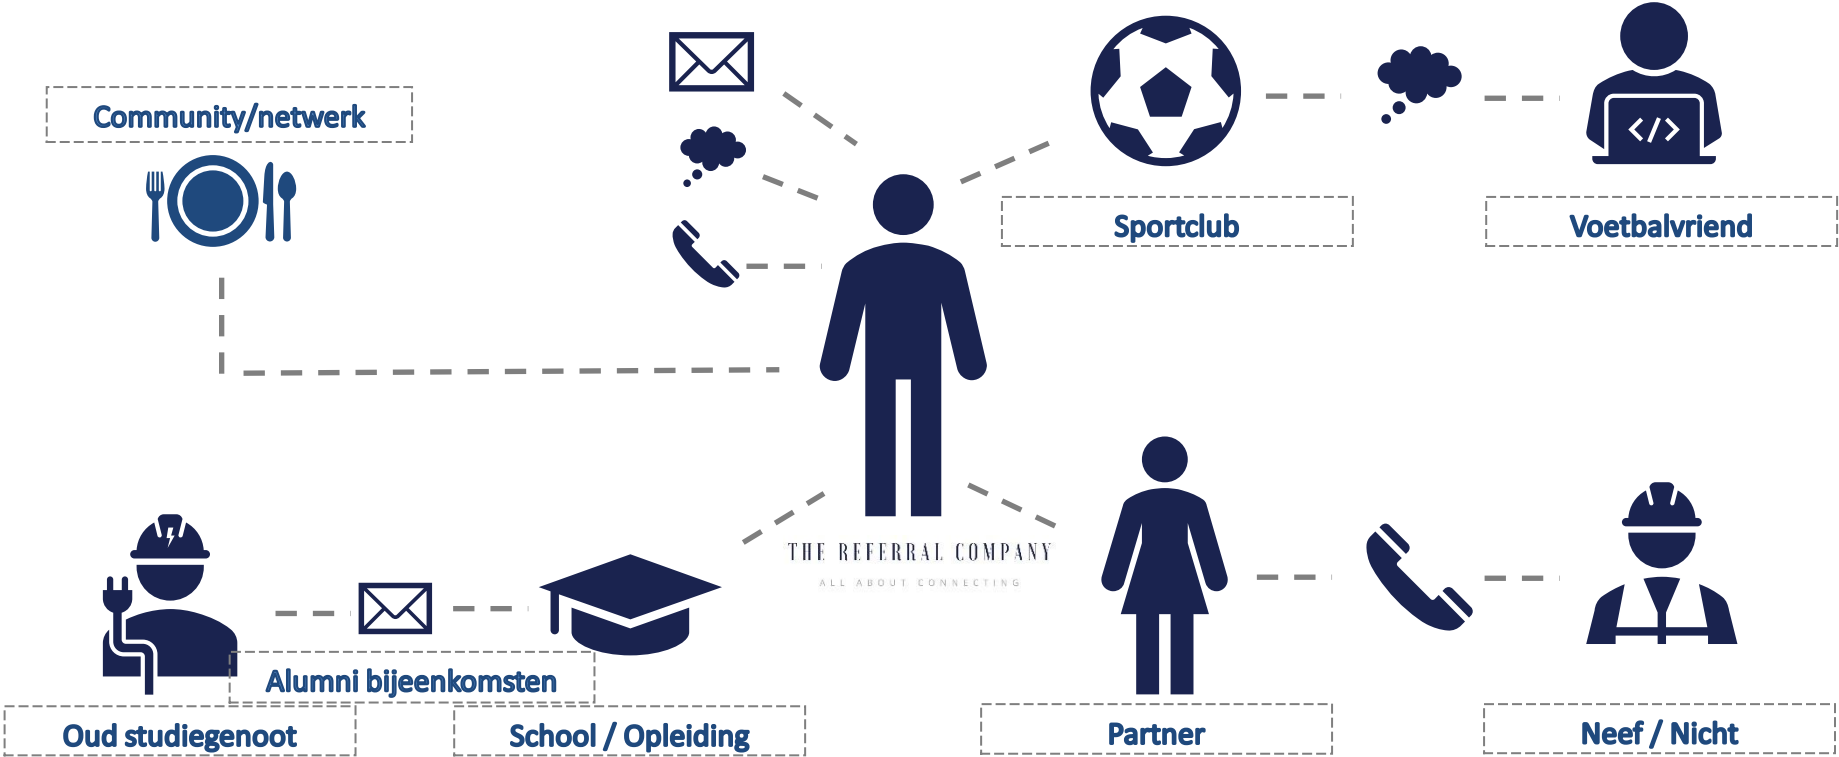 Community/netwerk
</>
Sportclub
Voetbalvriend
THE REFERRAL COMPANY
ALL ABOUT CONNECTING
Alumni bijeenkomsten
Oud studiegenoot
School / Opleiding
Partner
Neef / Nicht